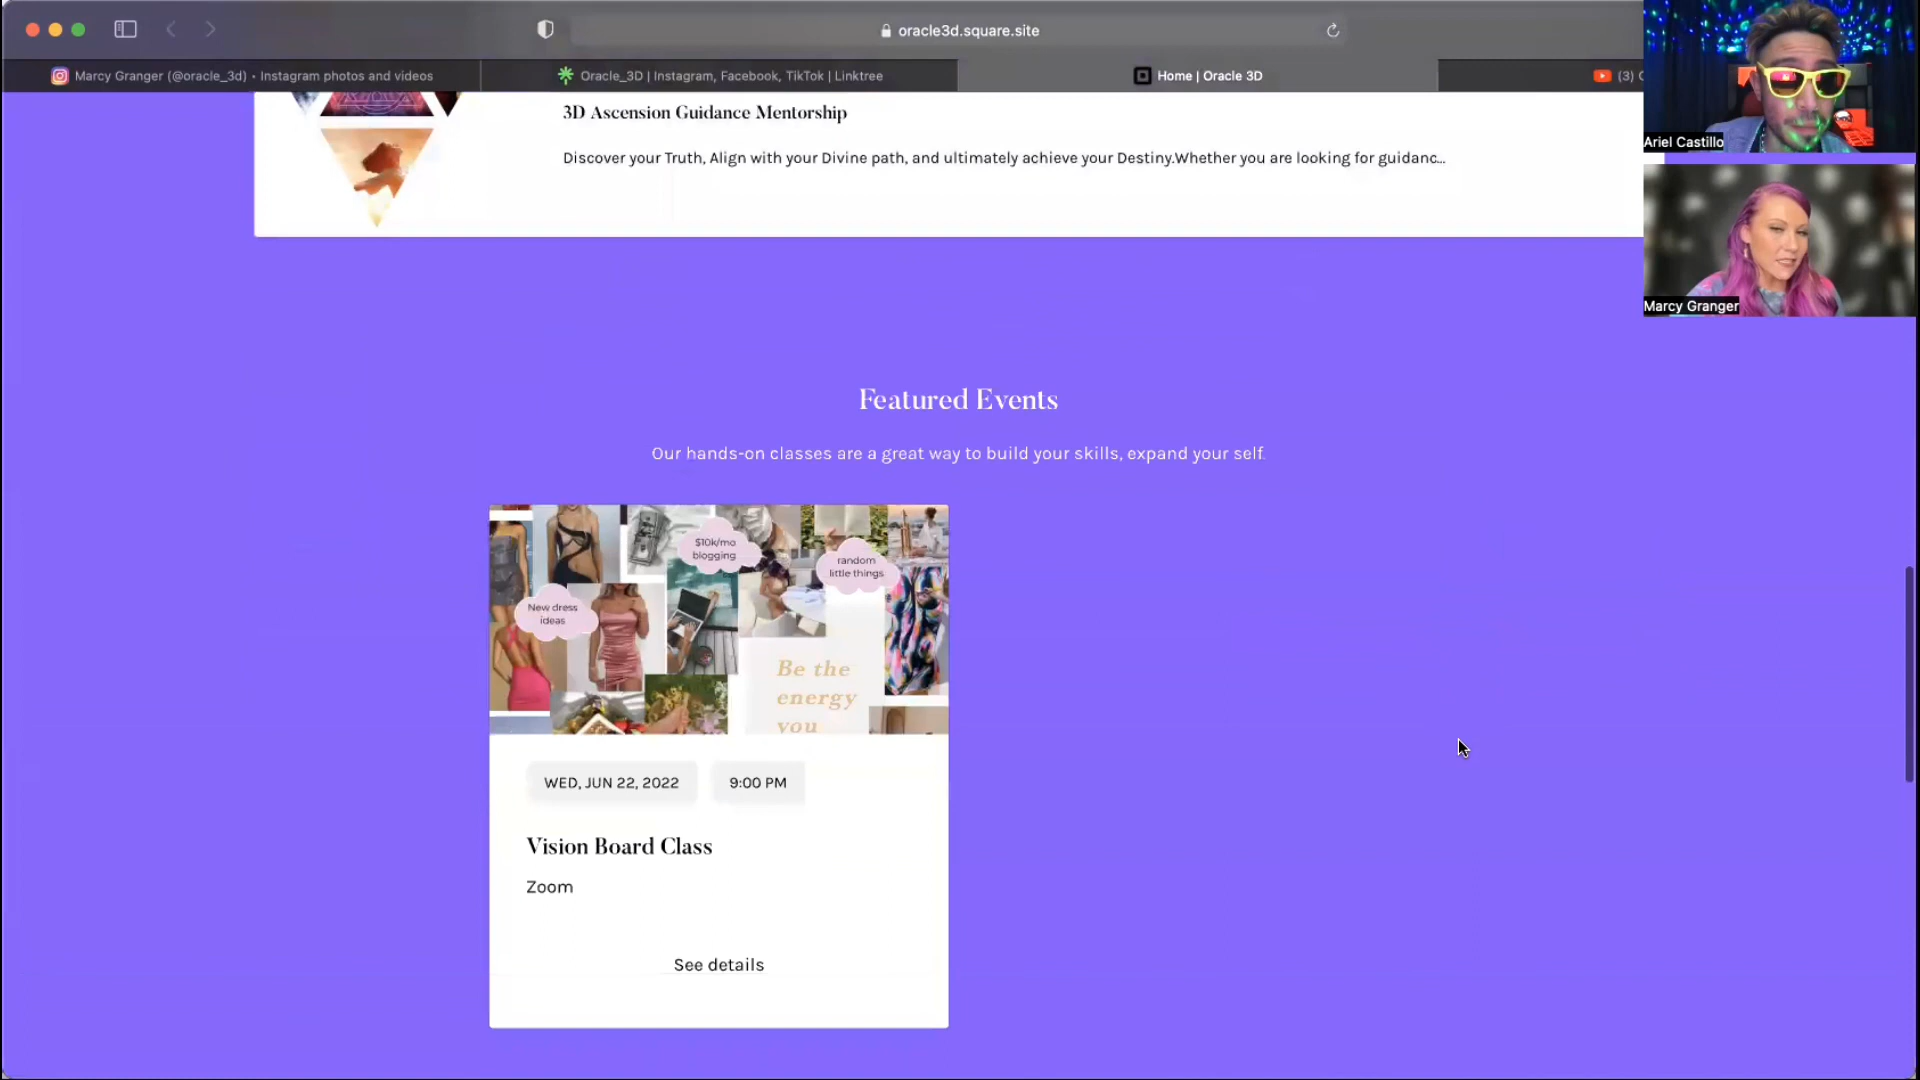 oracle3d.square.site
Marcy Granger (@oracle_3d) • Instagram photos and videos
Oracle_3D | Instagram, Facebook, TikTok | Linktree
Home | Oracle 3D
(3)
Ariel Castillo
3D Ascension Guidance Mentorship
Discover your Truth, Align with your Divine path, and ultimately achieve your Destiny.Whether you are looking for guidanc...
Marcy Granger
Featured Events
Our hands-on classes are a great way to build your skills, expand your self.
$10k/mo
blogging
random
little things
New dress
ideas
Be the
energy
you
WED, JUN 22, 2022
9:00 PM
Vision Board Class
Zoom
See details